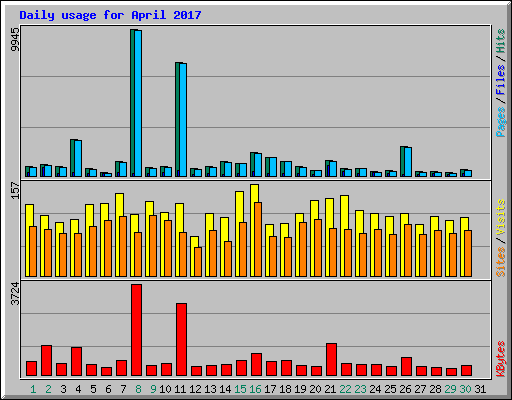 Daily usage for April 2017
9945
Pages / Files / Hits
157
Sites / Visits
3724
KBytes
1 2 3 4 5 6 7 8 9 10 11 12 13 14 15 16 17 18 19 20 21 22 23 24 25 26 27 28 29 30 31